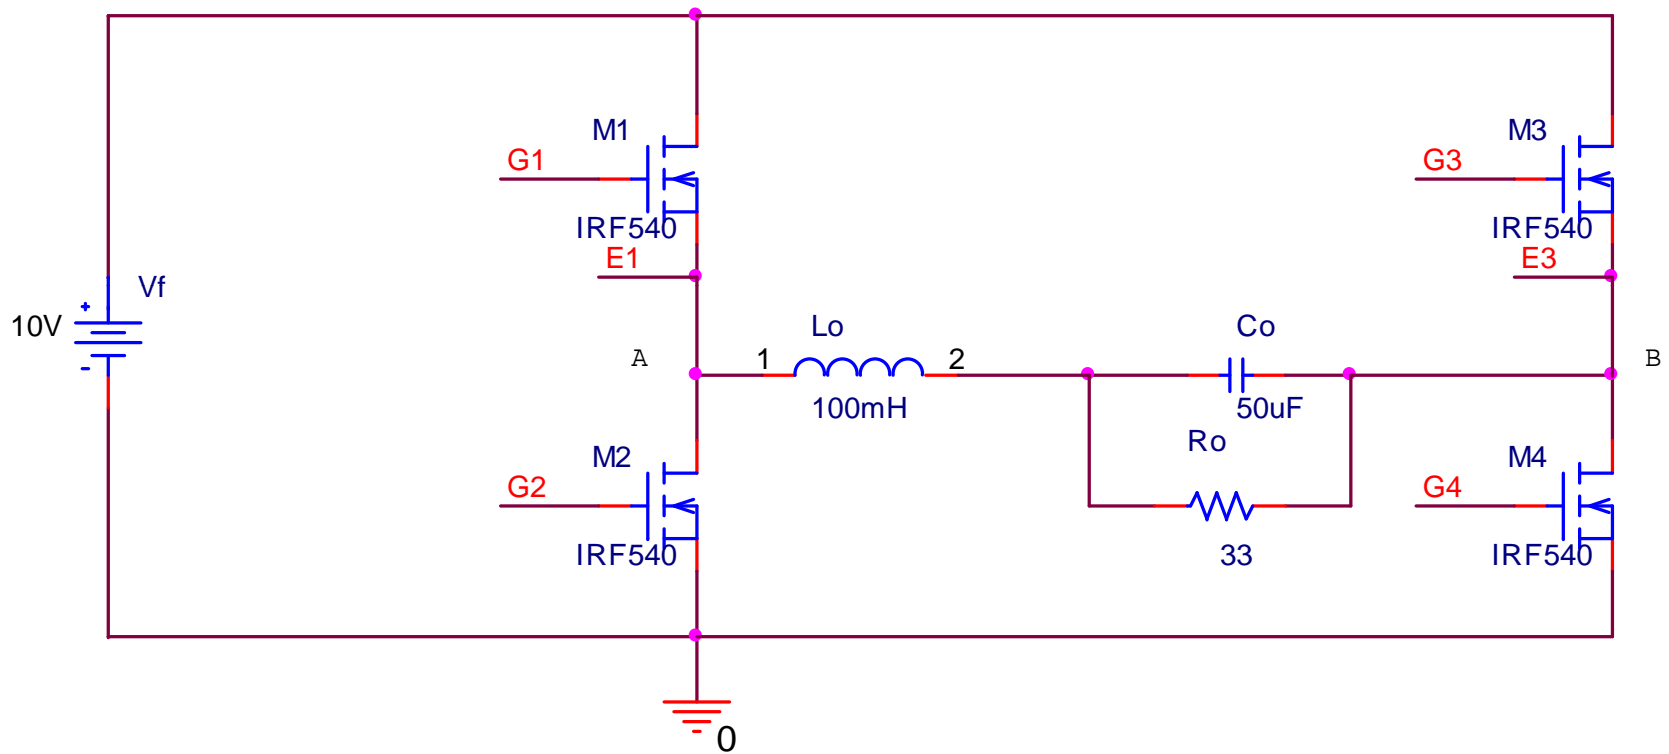 M1
M3
G1
G3
IRF540
IRF540
E1
E3
+
Vf
10V
-
Lo
Co
A
1
2
B
100mH
50uF
Ro
M2
M4
G2
G4
33
IRF540
IRF540
0